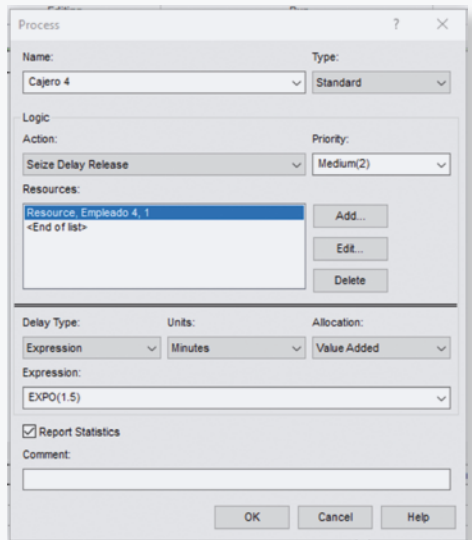 Process ? ×
Name: Type:
Cajero 4 Standard
Logic
Action: Priority:
Seize Delay Release Medium(2)
Resources:
Resource, Empleado 4, 1
<End of list>
Add...
Edit...
Delete
Delay Type: Units: Allocation:
Expression Minutes Value Added
Expression:
EXPO(1.5)
Report Statistics
Comment:
OK Cancel Help